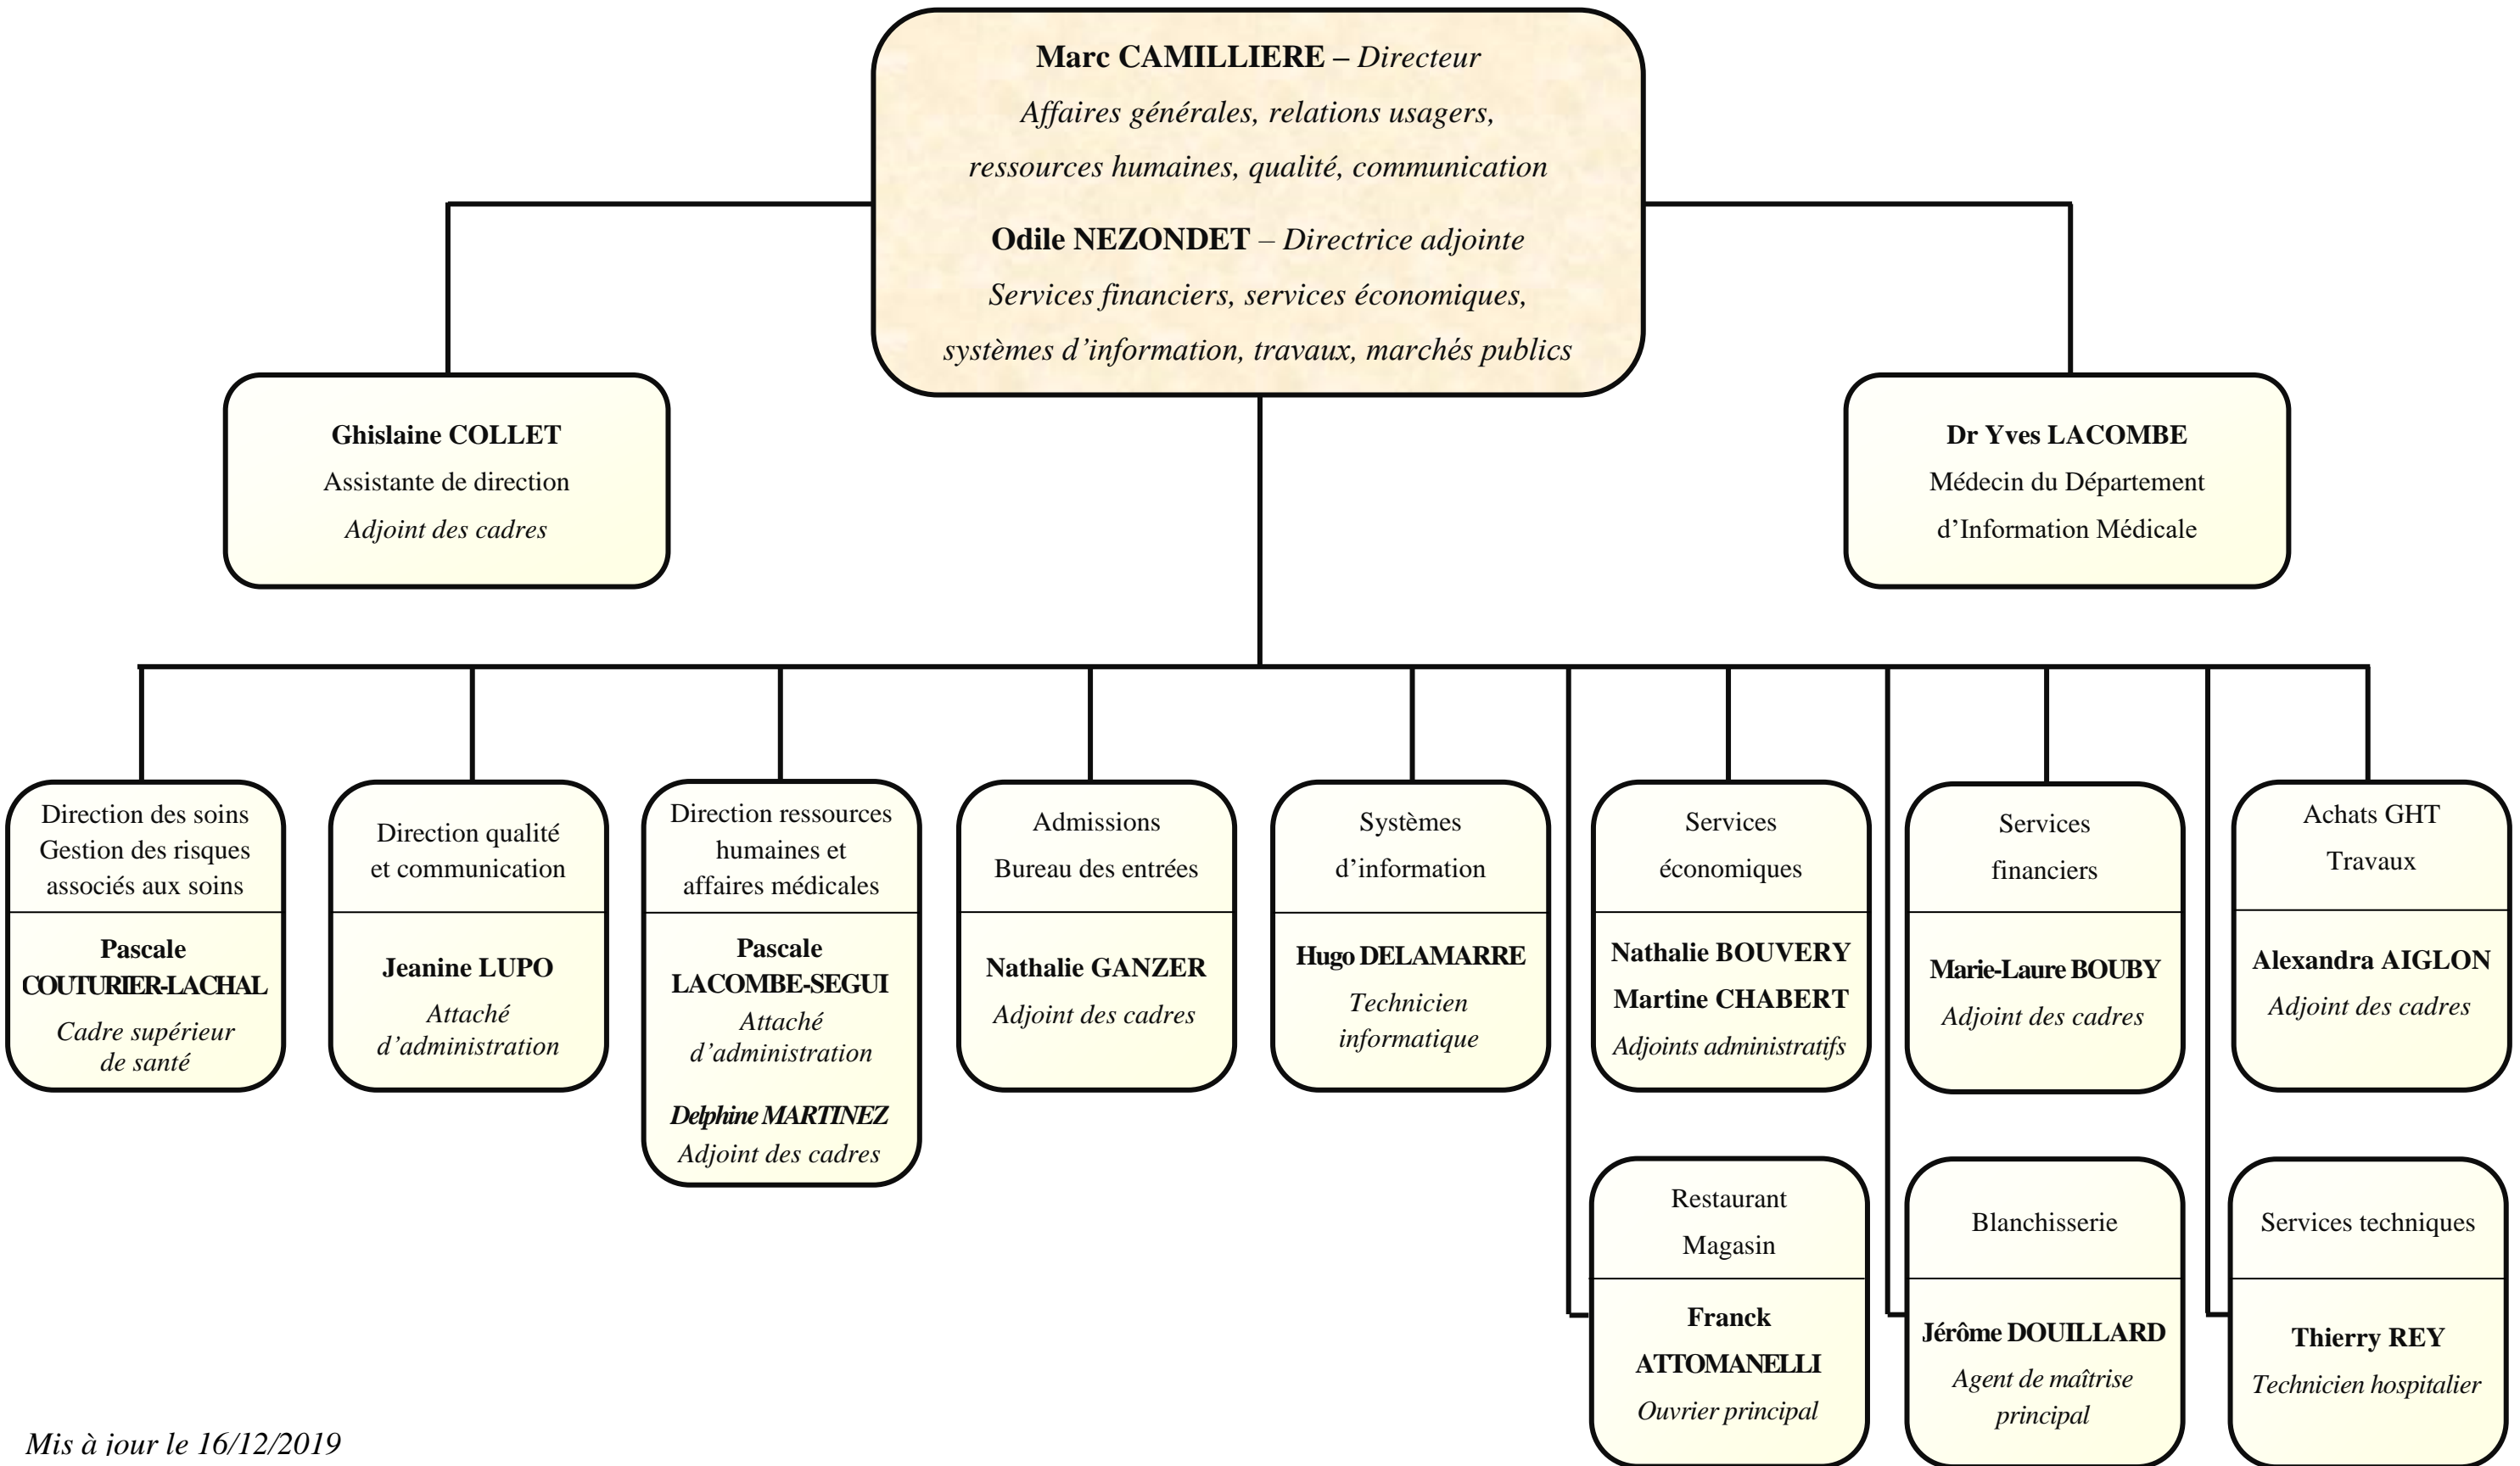 Marc CAMILLIERE – Directeur
Affaires générales, relations usagers,
ressources humaines, qualité, communication
Odile NEZONDET – Directrice adjointe
Services financiers, services économiques,
systèmes d’information, travaux, marchés publics
Ghislaine COLLET
Assistante de direction
Adjoint des cadres
Dr Yves LACOMBE
Médecin du Département
d’Information Médicale
Direction des soins
Gestion des risques
associés aux soins
Pascale
COUTURIER-LACHAL
Cadre supérieur
de santé
Direction qualité
et communication
Jeanine LUPO
Attaché
d’administration
Direction ressources
humaines et
affaires médicales
Pascale
LACOMBE-SEGUI
Attaché
d’administration
Delphine MARTINEZ
Adjoint des cadres
Admissions
Bureau des entrées
Nathalie GANZER
Adjoint des cadres
Systèmes
d’information
Hugo DELAMARRE
Technicien
informatique
Services
économiques
Nathalie BOUVERY
Martine CHABERT
Adjoints administratifs
Services
financiers
Marie-Laure BOUBY
Adjoint des cadres
Achats GHT
Travaux
Alexandra AIGLON
Adjoint des cadres
Restaurant
Magasin
Franck
ATTOMANELLI
Ouvrier principal
Blanchisserie
Jérôme DOUILLARD
Agent de maîtrise
principal
Services techniques
Thierry REY
Technicien hospitalier
Mis à jour le 16/12/2019